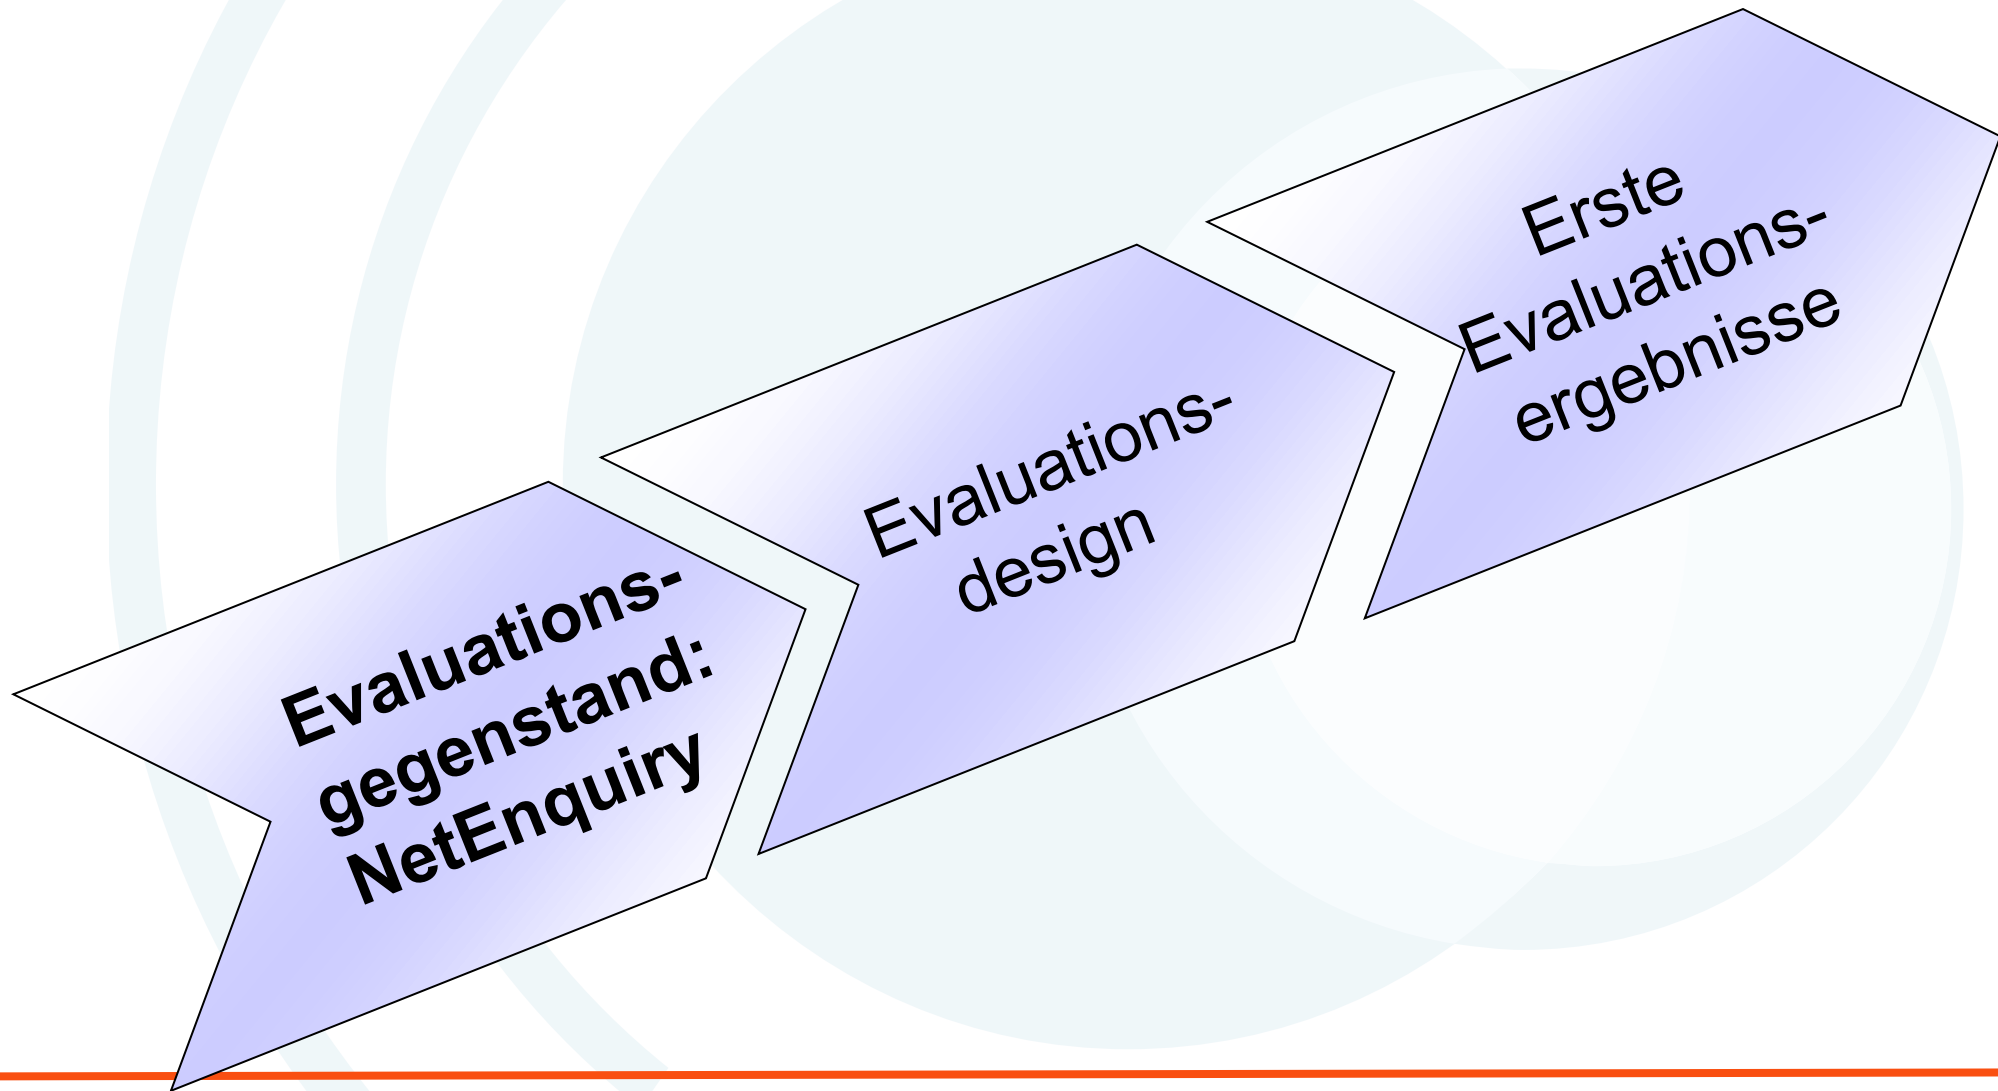 Evaluations-
gegenstand:
NetEnquiry
Evaluations-
design
Erste
Evaluations-
ergebnisse